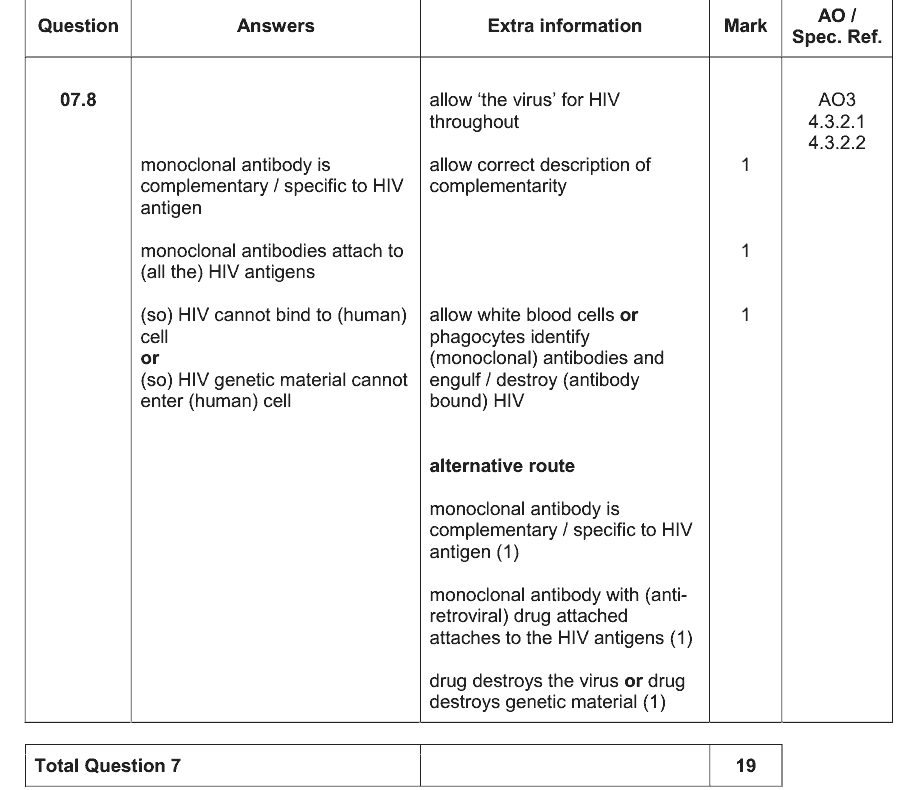 Question Answers Extra information Mark AO /
Spec. Ref.
07.8 allow ‘the virus’ for HIV AO3
throughout 4.3.2.1
4.3.2.2
monoclonal antibody is allow correct description of 1
complementary / specific to HIV complementarity
antigen
monoclonal antibodies attach to 1
(all the) HIV antigens
(so) HIV cannot bind to (human) allow white blood cells or 1
cell phagocytes identify
or (monoclonal) antibodies and
(so) HIV genetic material cannot engulf / destroy (antibody
enter (human) cell bound) HIV
alternative route
monoclonal antibody is
complementary / specific to HIV
antigen (1)
monoclonal antibody with (anti-
retroviral) drug attached
attaches to the HIV antigens (1)
drug destroys the virus or drug
destroys genetic material (1)
Total Question 7 19